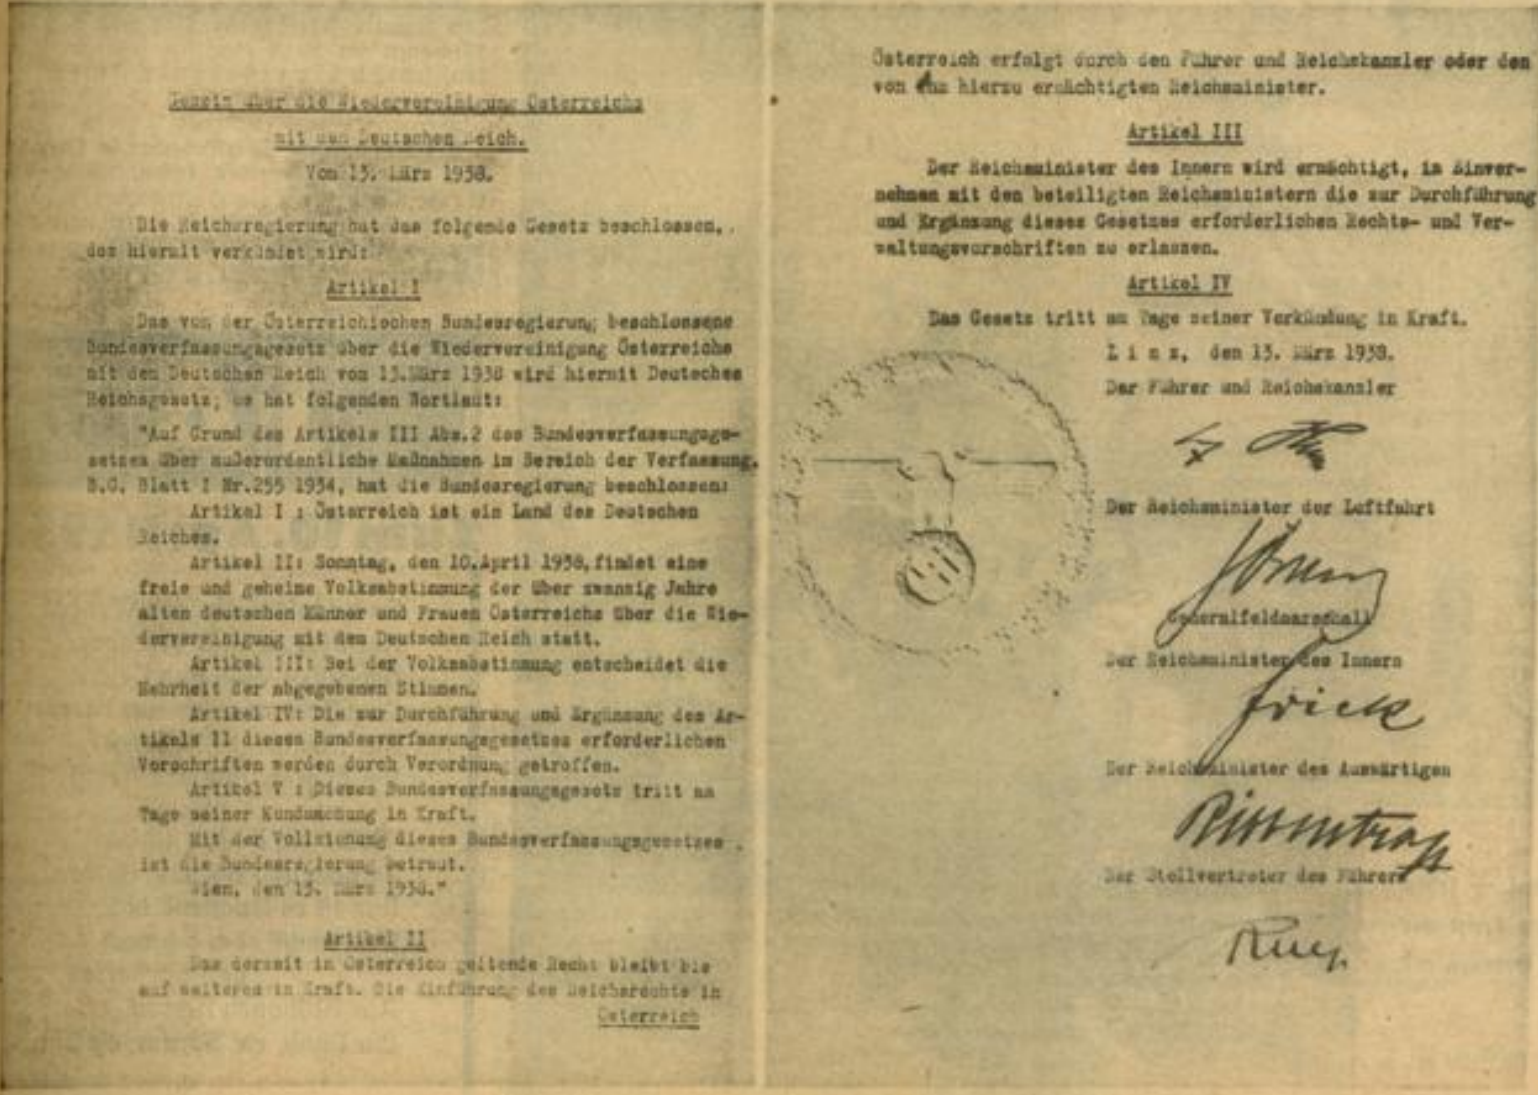 Gesetz über die Wiedervereinigung Österreichs
mit dem Deutschen Reich.
Vom 13. März 1938.
Die Reichsregierung hat das folgende Gesetz beschlossen,
das hiermit verkündet wird:
Artikel I
Das von der Österreichischen Bundesregierung beschlossene
Bundesverfassungsgesetz über die Wiedervereinigung Österreichs
mit dem Deutschen Reich vom 13.März 1938 wird hiermit Deutsches
Reichsgesetz; es hat folgenden Wortlaut:
"Auf Grund des Artikels III Abs.2 des Bundesverfassungsge-
setzes über außerordentliche Maßnahmen im Bereich der Verfassung,
B.G. Blatt I Nr.255 1934, hat die Bundesregierung beschlossen:
Artikel I : Österreich ist ein Land des Deutschen
Reiches.
Artikel II: Sonntag, den 10.April 1938, findet eine
freie und geheime Volksabstimmung der über zwanzig Jahre
alten deutschen Männer und Frauen Österreichs über die Wie-
dervereinigung mit dem Deutschen Reich statt.
Artikel III: Bei der Volksabstimmung entscheidet die
Mehrheit der abgegebenen Stimmen.
Artikel IV: Die zur Durchführung und Ergänzung des Ar-
tikels II dieses Bundesverfassungsgesetzes erforderlichen
Vorschriften werden durch Verordnung getroffen.
Artikel V : Dieses Bundesverfassungsgesetz tritt am
Tage seiner Kundmachung in Kraft.
Mit der Vollziehung dieses Bundesverfassungsgesetzes
ist die Bundesregierung betraut.
Wien, den 13. März 1938."
Artikel II
Das derzeit in Österreich geltende Recht bleibt bis
auf weiteres in Kraft. Die Einführung des Reichsrechts in
Österreich
Österreich erfolgt durch den Führer und Reichskanzler oder den
von ihm hierzu ermächtigten Reichsminister.
Artikel III
Der Reichsminister des Innern wird ermächtigt, im Einver-
nehmen mit den beteiligten Reichsministern die zur Durchführung
und Ergänzung dieses Gesetzes erforderlichen Rechts- und Ver-
waltungsvorschriften zu erlassen.
Artikel IV
Das Gesetz tritt am Tage seiner Verkündung in Kraft.
L i n z, den 13. März 1938.
Der Führer und Reichskanzler
Der Reichsminister der Luftfahrt
Göring
Generalfeldmarschall
Der Reichsminister des Innern
Frick
Der Reichsminister des Auswärtigen
Ribbentrop
Der Stellvertreter des Führers